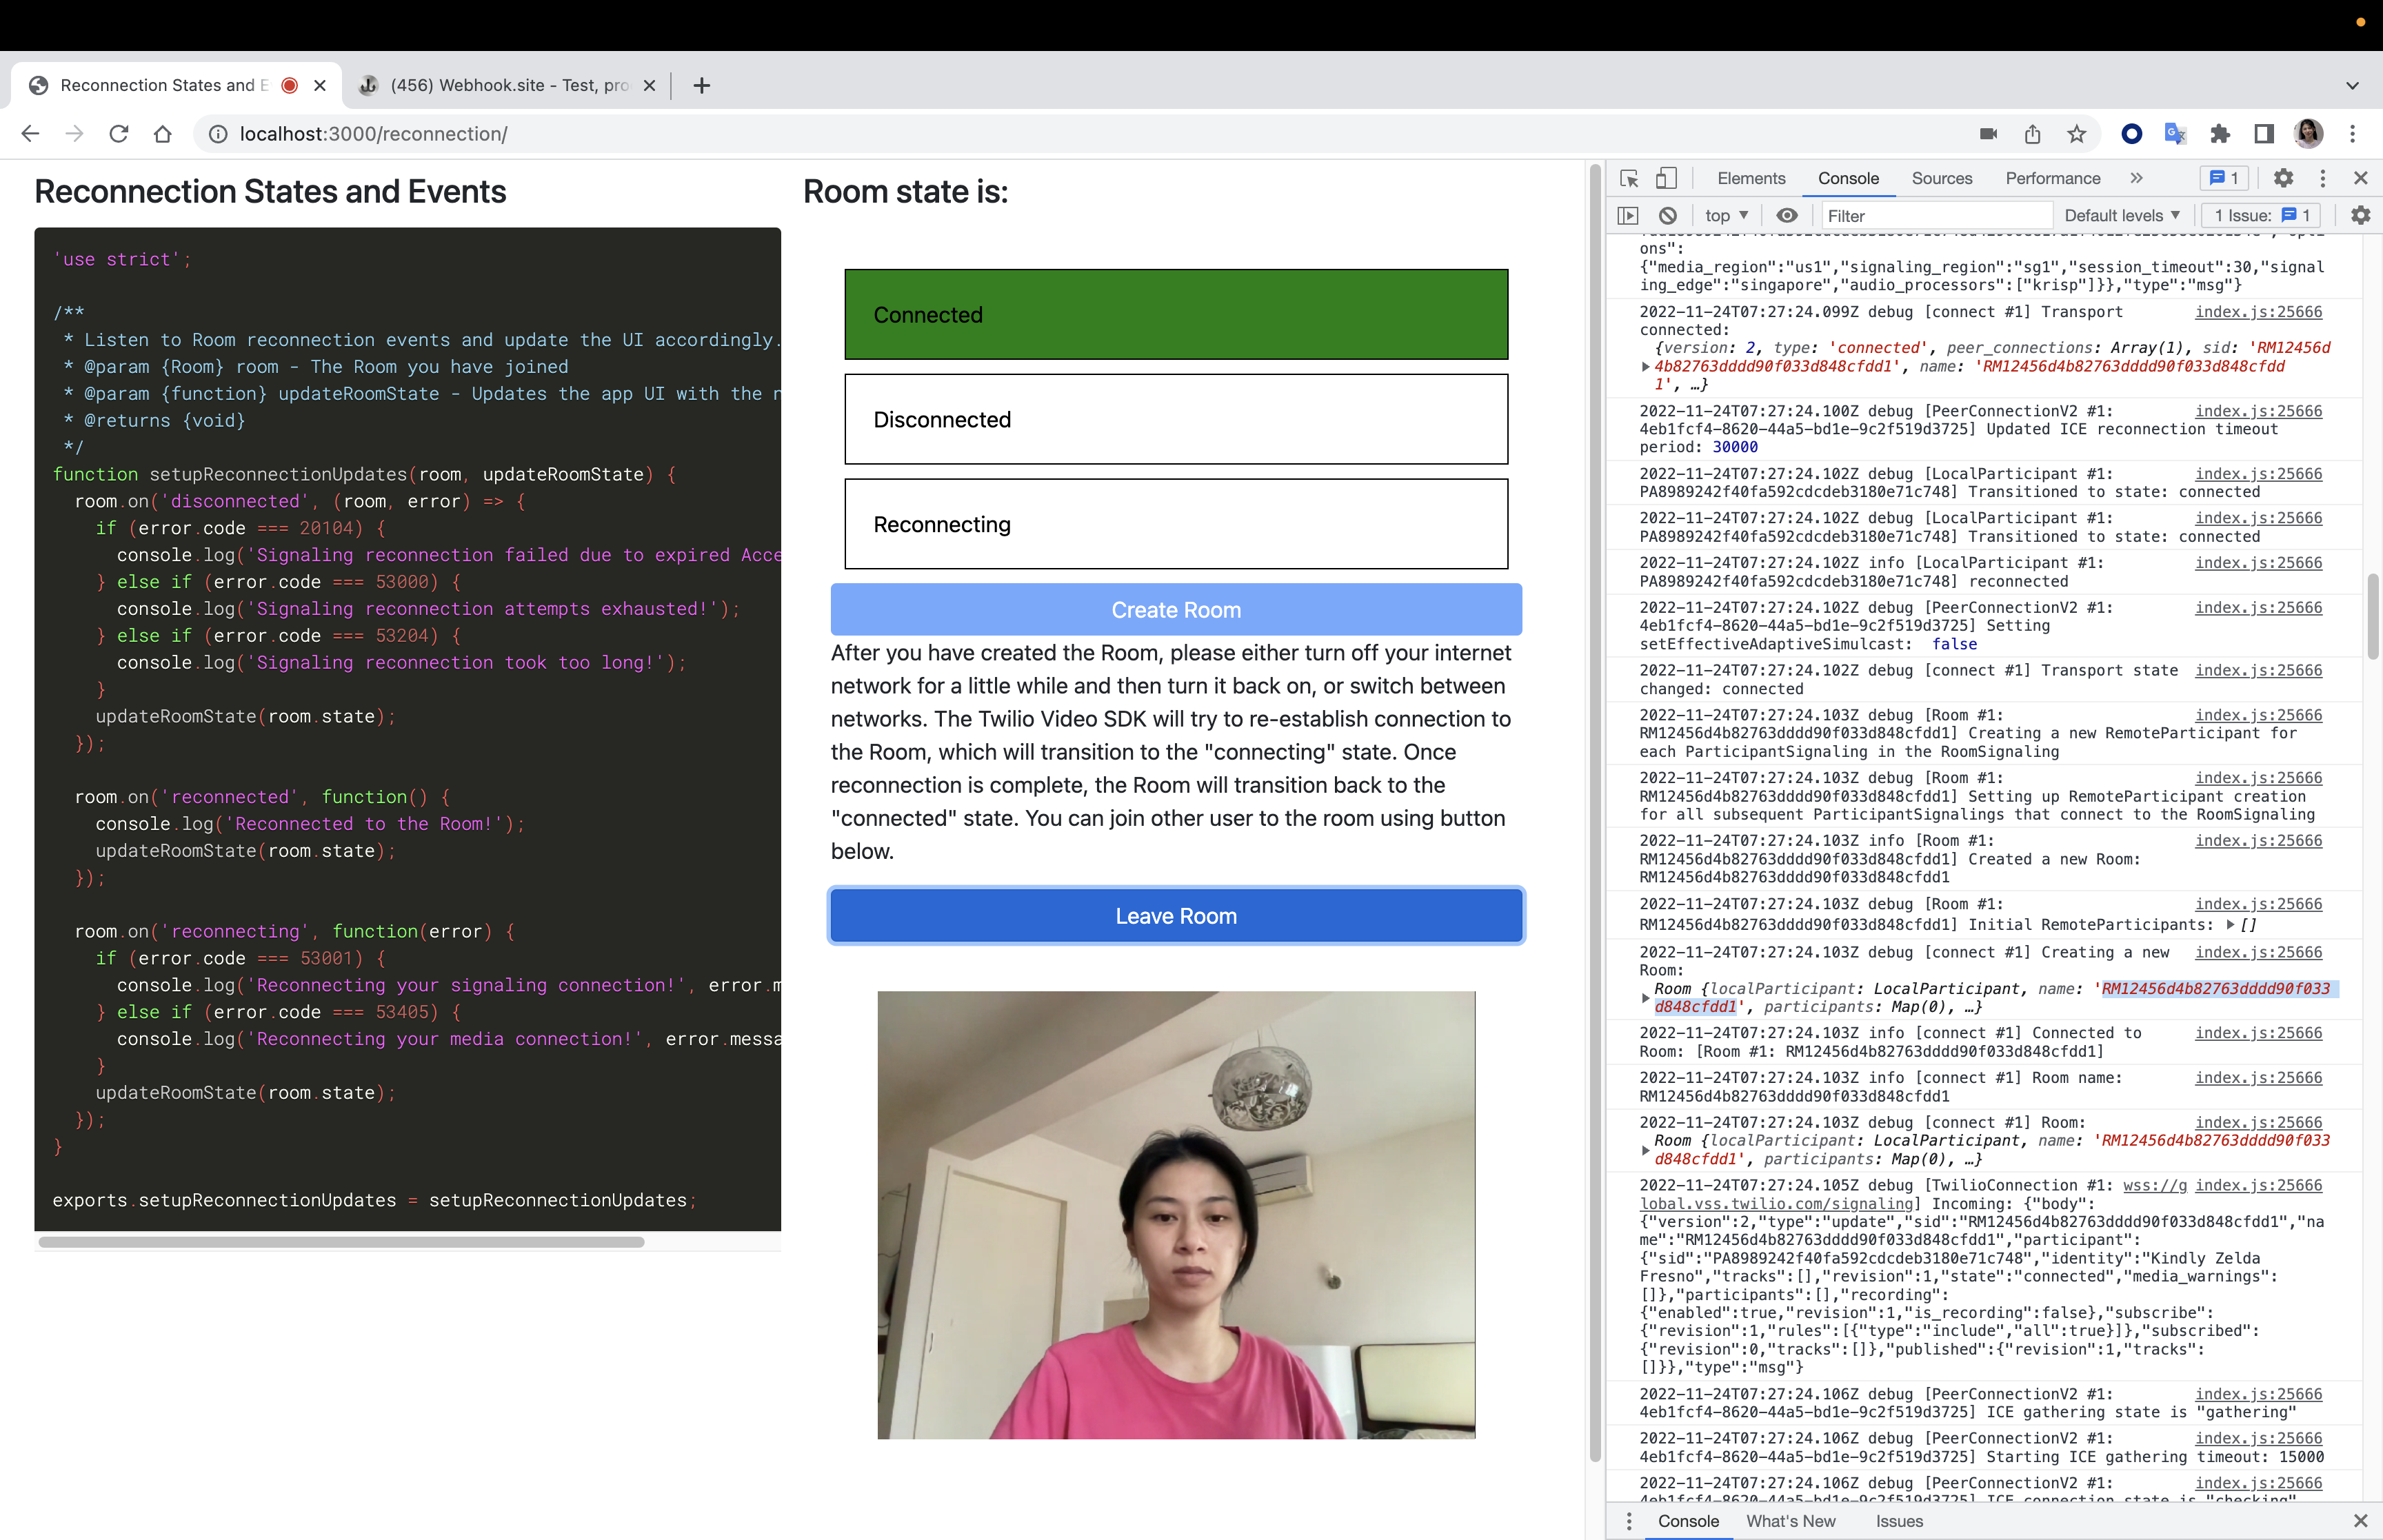 Reconnection States and E
(456) Webhook.site - Test, pro
localhost:3000/reconnection/
Reconnection States and Events
'use strict';
/**
* Listen to Room reconnection events and update the UI accordingly.
* @param {Room} room - The Room you have joined
* @param {function} updateRoomState - Updates the app UI with the
* @returns {void}
*/
function setupReconnectionUpdates(room, updateRoomState) {
room.on('disconnected', (room, error) => {
if (error.code === 20104) {
console.log('Signaling reconnection failed due to expired Acce
} else if (error.code === 53000) {
console.log('Signaling reconnection attempts exhausted!');
} else if (error.code === 53204) {
console.log('Signaling reconnection took too long!');
}
updateRoomState(room.state);
});
room.on('reconnected', function() {
console.log('Reconnected to the Room!');
updateRoomState(room.state);
});
room.on('reconnecting', function(error) {
if (error.code === 53001) {
console.log('Reconnecting your signaling connection!', error.m
} else if (error.code === 53405) {
console.log('Reconnecting your media connection!', error.messa
}
updateRoomState(room.state);
});
}
exports.setupReconnectionUpdates = setupReconnectionUpdates;
Room state is:
Connected
Disconnected
Reconnecting
Create Room
After you have created the Room, please either turn off your internet
network for a little while and then turn it back on, or switch between
networks. The Twilio Video SDK will try to re-establish connection to
the Room, which will transition to the "connecting" state. Once
reconnection is complete, the Room will transition back to the
"connected" state. You can join other user to the room using button
below.
Leave Room
Elements Console Sources Performance 1
top Filter Default levels 1 Issue: 1
ons":
{"media_region":"us1","signaling_region":"sg1","session_timeout":30,"signal
ing_edge":"singapore","audio_processors":["krisp"]}},"type":"msg"}
2022-11-24T07:27:24.099Z debug [connect #1] Transport index.js:25666
connected:
{version: 2, type: 'connected', peer_connections: Array(1), sid: 'RM12456d
4b82763dddd90f033d848cfdd1', name: 'RM12456d4b82763dddd90f033d848cfdd
1', …}
2022-11-24T07:27:24.100Z debug [PeerConnectionV2 #1: index.js:25666
4eb1fcf4-8620-44a5-bd1e-9c2f519d3725] Updated ICE reconnection timeout
period: 30000
2022-11-24T07:27:24.102Z debug [LocalParticipant #1: index.js:25666
PA8989242f40fa592cdcdeb3180e71c748] Transitioned to state: connected
2022-11-24T07:27:24.102Z debug [LocalParticipant #1: index.js:25666
PA8989242f40fa592cdcdeb3180e71c748] Transitioned to state: connected
2022-11-24T07:27:24.102Z info [LocalParticipant #1: index.js:25666
PA8989242f40fa592cdcdeb3180e71c748] reconnected
2022-11-24T07:27:24.102Z debug [PeerConnectionV2 #1: index.js:25666
4eb1fcf4-8620-44a5-bd1e-9c2f519d3725] Setting
setEffectiveAdaptiveSimulcast: false
2022-11-24T07:27:24.102Z debug [connect #1] Transport state index.js:25666
changed: connected
2022-11-24T07:27:24.103Z debug [Room #1: index.js:25666
RM12456d4b82763dddd90f033d848cfdd1] Creating a new RemoteParticipant for
each ParticipantSignaling in the RoomSignaling
2022-11-24T07:27:24.103Z debug [Room #1: index.js:25666
RM12456d4b82763dddd90f033d848cfdd1] Setting up RemoteParticipant creation
for all subsequent ParticipantSignalings that connect to the RoomSignaling
2022-11-24T07:27:24.103Z info [Room #1: index.js:25666
RM12456d4b82763dddd90f033d848cfdd1] Created a new Room:
RM12456d4b82763dddd90f033d848cfdd1
2022-11-24T07:27:24.103Z debug [Room #1: index.js:25666
RM12456d4b82763dddd90f033d848cfdd1] Initial RemoteParticipants: []
2022-11-24T07:27:24.103Z debug [connect #1] Creating a new index.js:25666
Room:
Room {localParticipant: LocalParticipant, name: 'RM12456d4b82763dddd90f033
d848cfdd1', participants: Map(0), …}
2022-11-24T07:27:24.103Z info [connect #1] Connected to index.js:25666
Room: [Room #1: RM12456d4b82763dddd90f033d848cfdd1]
2022-11-24T07:27:24.103Z info [connect #1] Room name: index.js:25666
RM12456d4b82763dddd90f033d848cfdd1
2022-11-24T07:27:24.103Z debug [connect #1] Room: index.js:25666
Room {localParticipant: LocalParticipant, name: 'RM12456d4b82763dddd90f033
d848cfdd1', participants: Map(0), …}
2022-11-24T07:27:24.105Z debug [TwilioConnection #1: wss://g index.js:25666
lobal.vss.twilio.com/signaling] Incoming: {"body":
{"version":2,"type":"update","sid":"RM12456d4b82763dddd90f033d848cfdd1","na
me":"RM12456d4b82763dddd90f033d848cfdd1","participant":
{"sid":"PA8989242f40fa592cdcdeb3180e71c748","identity":"Kindly Zelda
Fresno","tracks":[],"revision":1,"state":"connected","media_warnings":
[]},"participants":[],"recording":
{"enabled":true,"revision":1,"is_recording":false},"subscribe":
{"revision":1,"rules":[{"type":"include","all":true}]},"subscribed":
{"revision":0,"tracks":[]},"published":{"revision":1,"tracks":
[]}},"type":"msg"}
2022-11-24T07:27:24.106Z debug [PeerConnectionV2 #1: index.js:25666
4eb1fcf4-8620-44a5-bd1e-9c2f519d3725] ICE gathering state is "gathering"
2022-11-24T07:27:24.106Z debug [PeerConnectionV2 #1: index.js:25666
4eb1fcf4-8620-44a5-bd1e-9c2f519d3725] Starting ICE gathering timeout: 15000
2022-11-24T07:27:24.106Z debug [PeerConnectionV2 #1: index.js:25666
4eb1fcf4-8620-44a5-bd1e-9c2f519d3725] ICE connection state is "checking"
Console What's New Issues